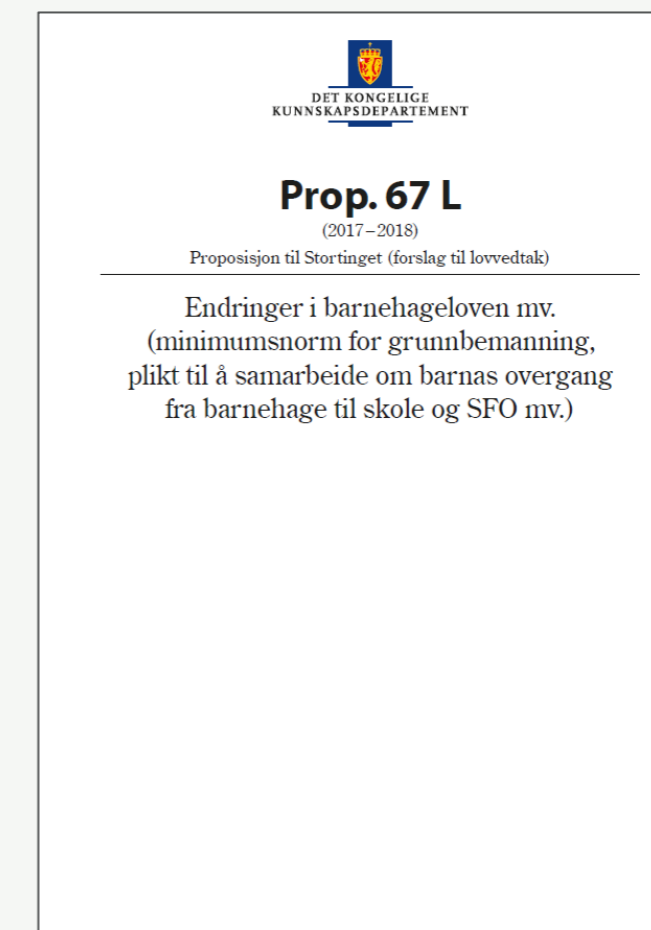 DET KONGELIGE
KUNNSKAPSDEPARTEMENT
Prop. 67 L
(2017–2018)
Proposisjon til Stortinget (forslag til lovvedtak)
Endringer i barnehageloven mv.
(minimumsnorm for grunnbemanning,
plikt til å samarbeide om barnas overgang
fra barnehage til skole og SFO mv.)